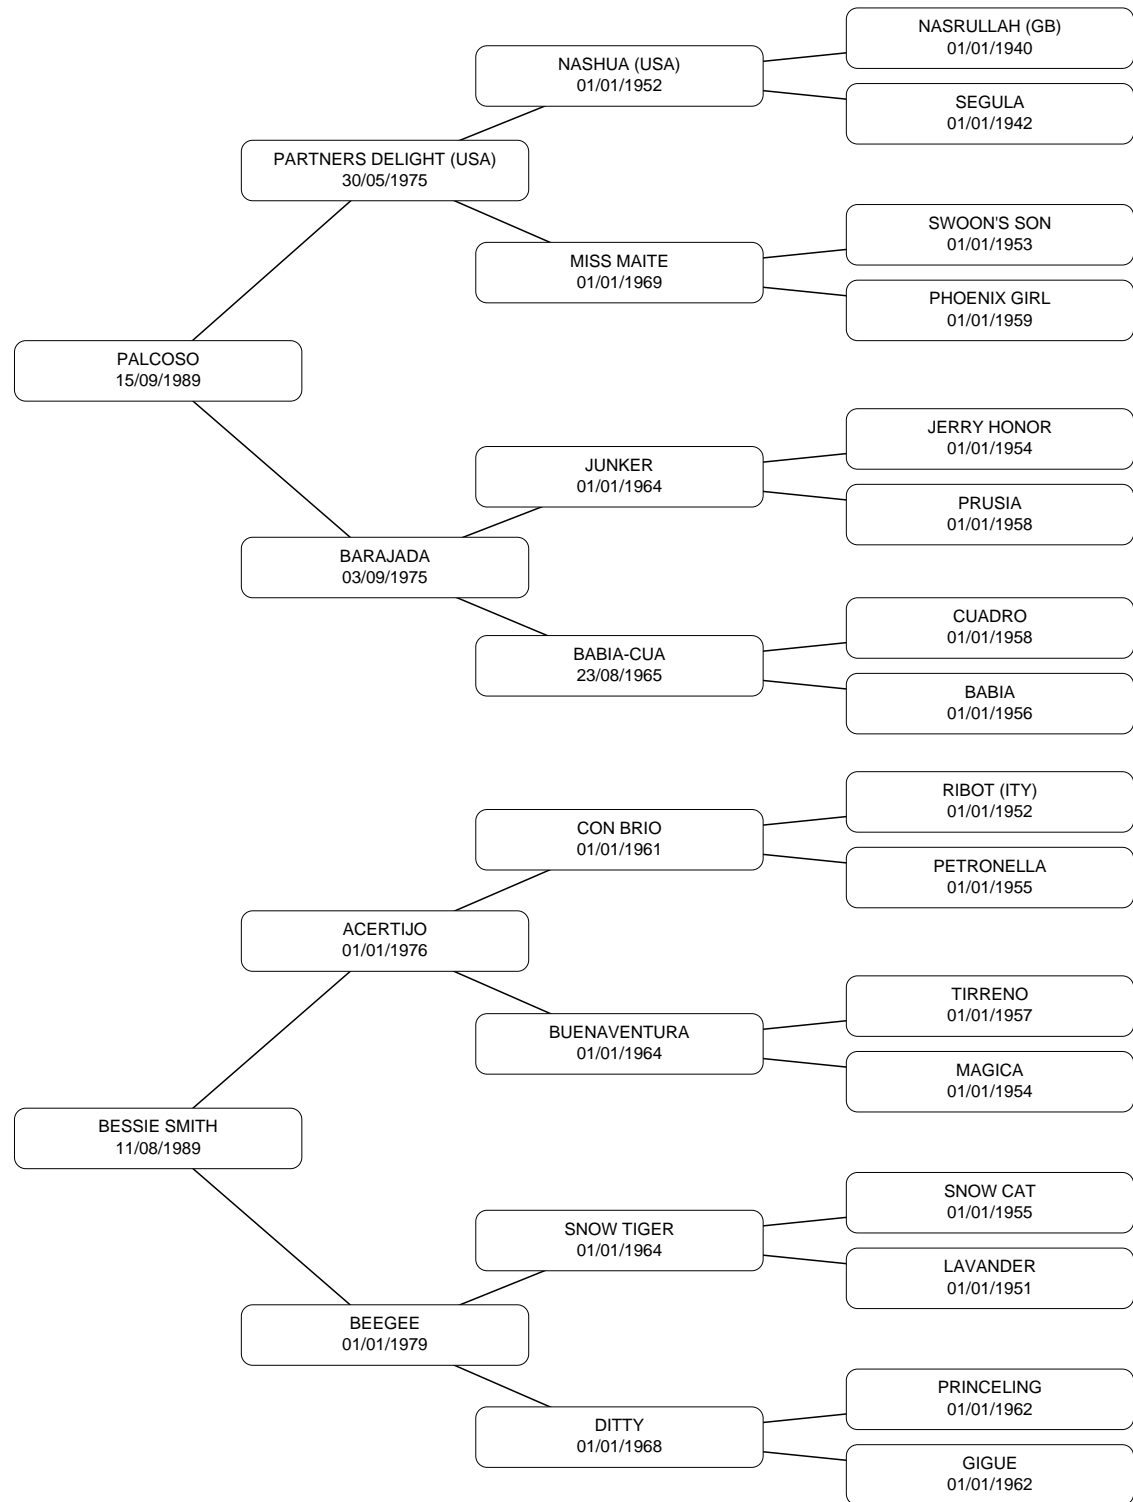 NASRULLAH (GB)
01/01/1940
NASHUA (USA)
01/01/1952
SEGULA
01/01/1942
PARTNERS DELIGHT (USA)
30/05/1975
SWOON'S SON
01/01/1953
MISS MAITE
01/01/1969
PHOENIX GIRL
01/01/1959
PALCOSO
15/09/1989
JERRY HONOR
01/01/1954
JUNKER
01/01/1964
PRUSIA
01/01/1958
BARAJADA
03/09/1975
CUADRO
01/01/1958
BABIA-CUA
23/08/1965
BABIA
01/01/1956
RIBOT (ITY)
01/01/1952
CON BRIO
01/01/1961
PETRONELLA
01/01/1955
ACERTIJO
01/01/1976
TIRRENO
01/01/1957
BUENAVENTURA
01/01/1964
MAGICA
01/01/1954
BESSIE SMITH
11/08/1989
SNOW CAT
01/01/1955
SNOW TIGER
01/01/1964
LAVANDER
01/01/1951
BEEGEE
01/01/1979
PRINCELING
01/01/1962
DITTY
01/01/1968
GIGUE
01/01/1962